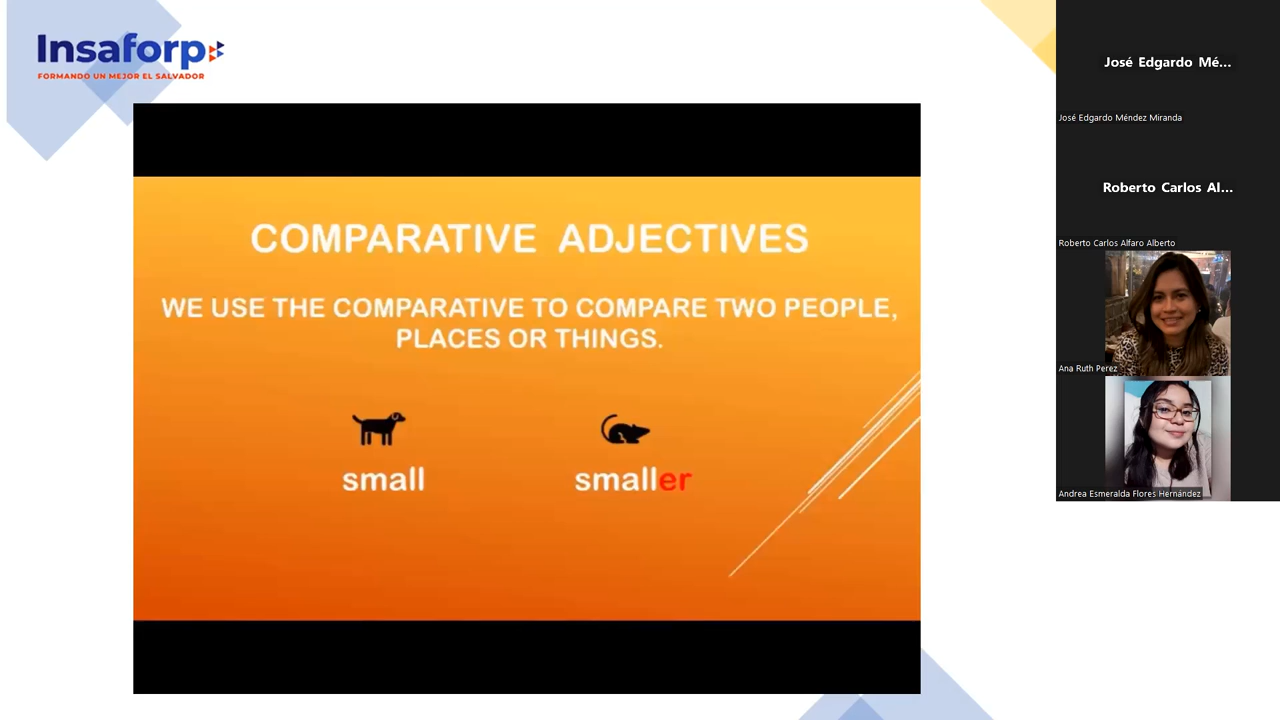 Insaforp
FORMANDO UN MEJOR EL SALVADOR
COMPARATIVE ADJECTIVES
WE USE THE COMPARATIVE TO COMPARE TWO PEOPLE,
PLACES OR THINGS.
small
smaller
José Edgardo Mé...
José Edgardo Méndez Miranda
Roberto Carlos Al...
Roberto Carlos Alfaro Alberto
Ana Ruth Perez
Andrea Esmeralda Flores Hernández